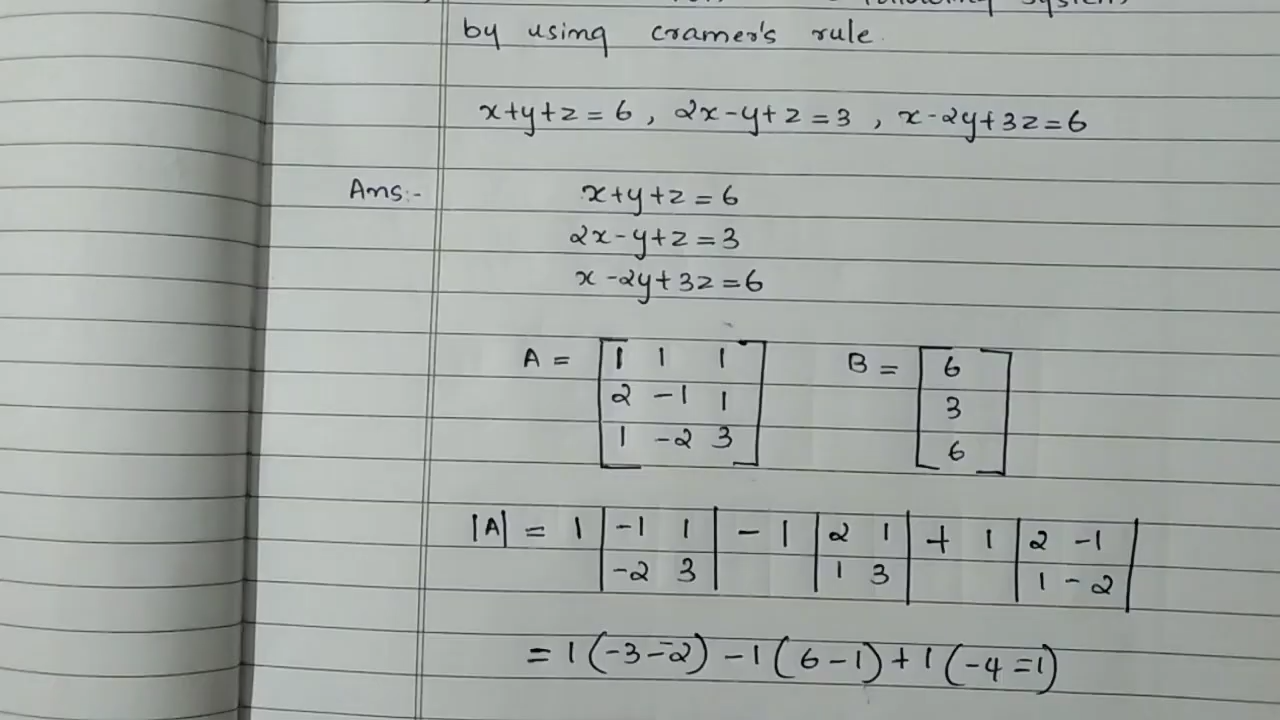 following system
by using cramer's rule.
x+y+z=6, 2x-y+z=3, x-2y+3z=6
Ans:- x+y+z=6
2x-y+z=3
x-2y+3z=6
A = [1 1 1 B = [6
2 -1 1 3
1 -2 3] 6]
|A| = 1 |-1 1| - 1 |2 1| + 1 |2 -1|
|-2 3| |1 3| |1 -2|
= 1(-3--2) -1(6-1)+1(-4--1)